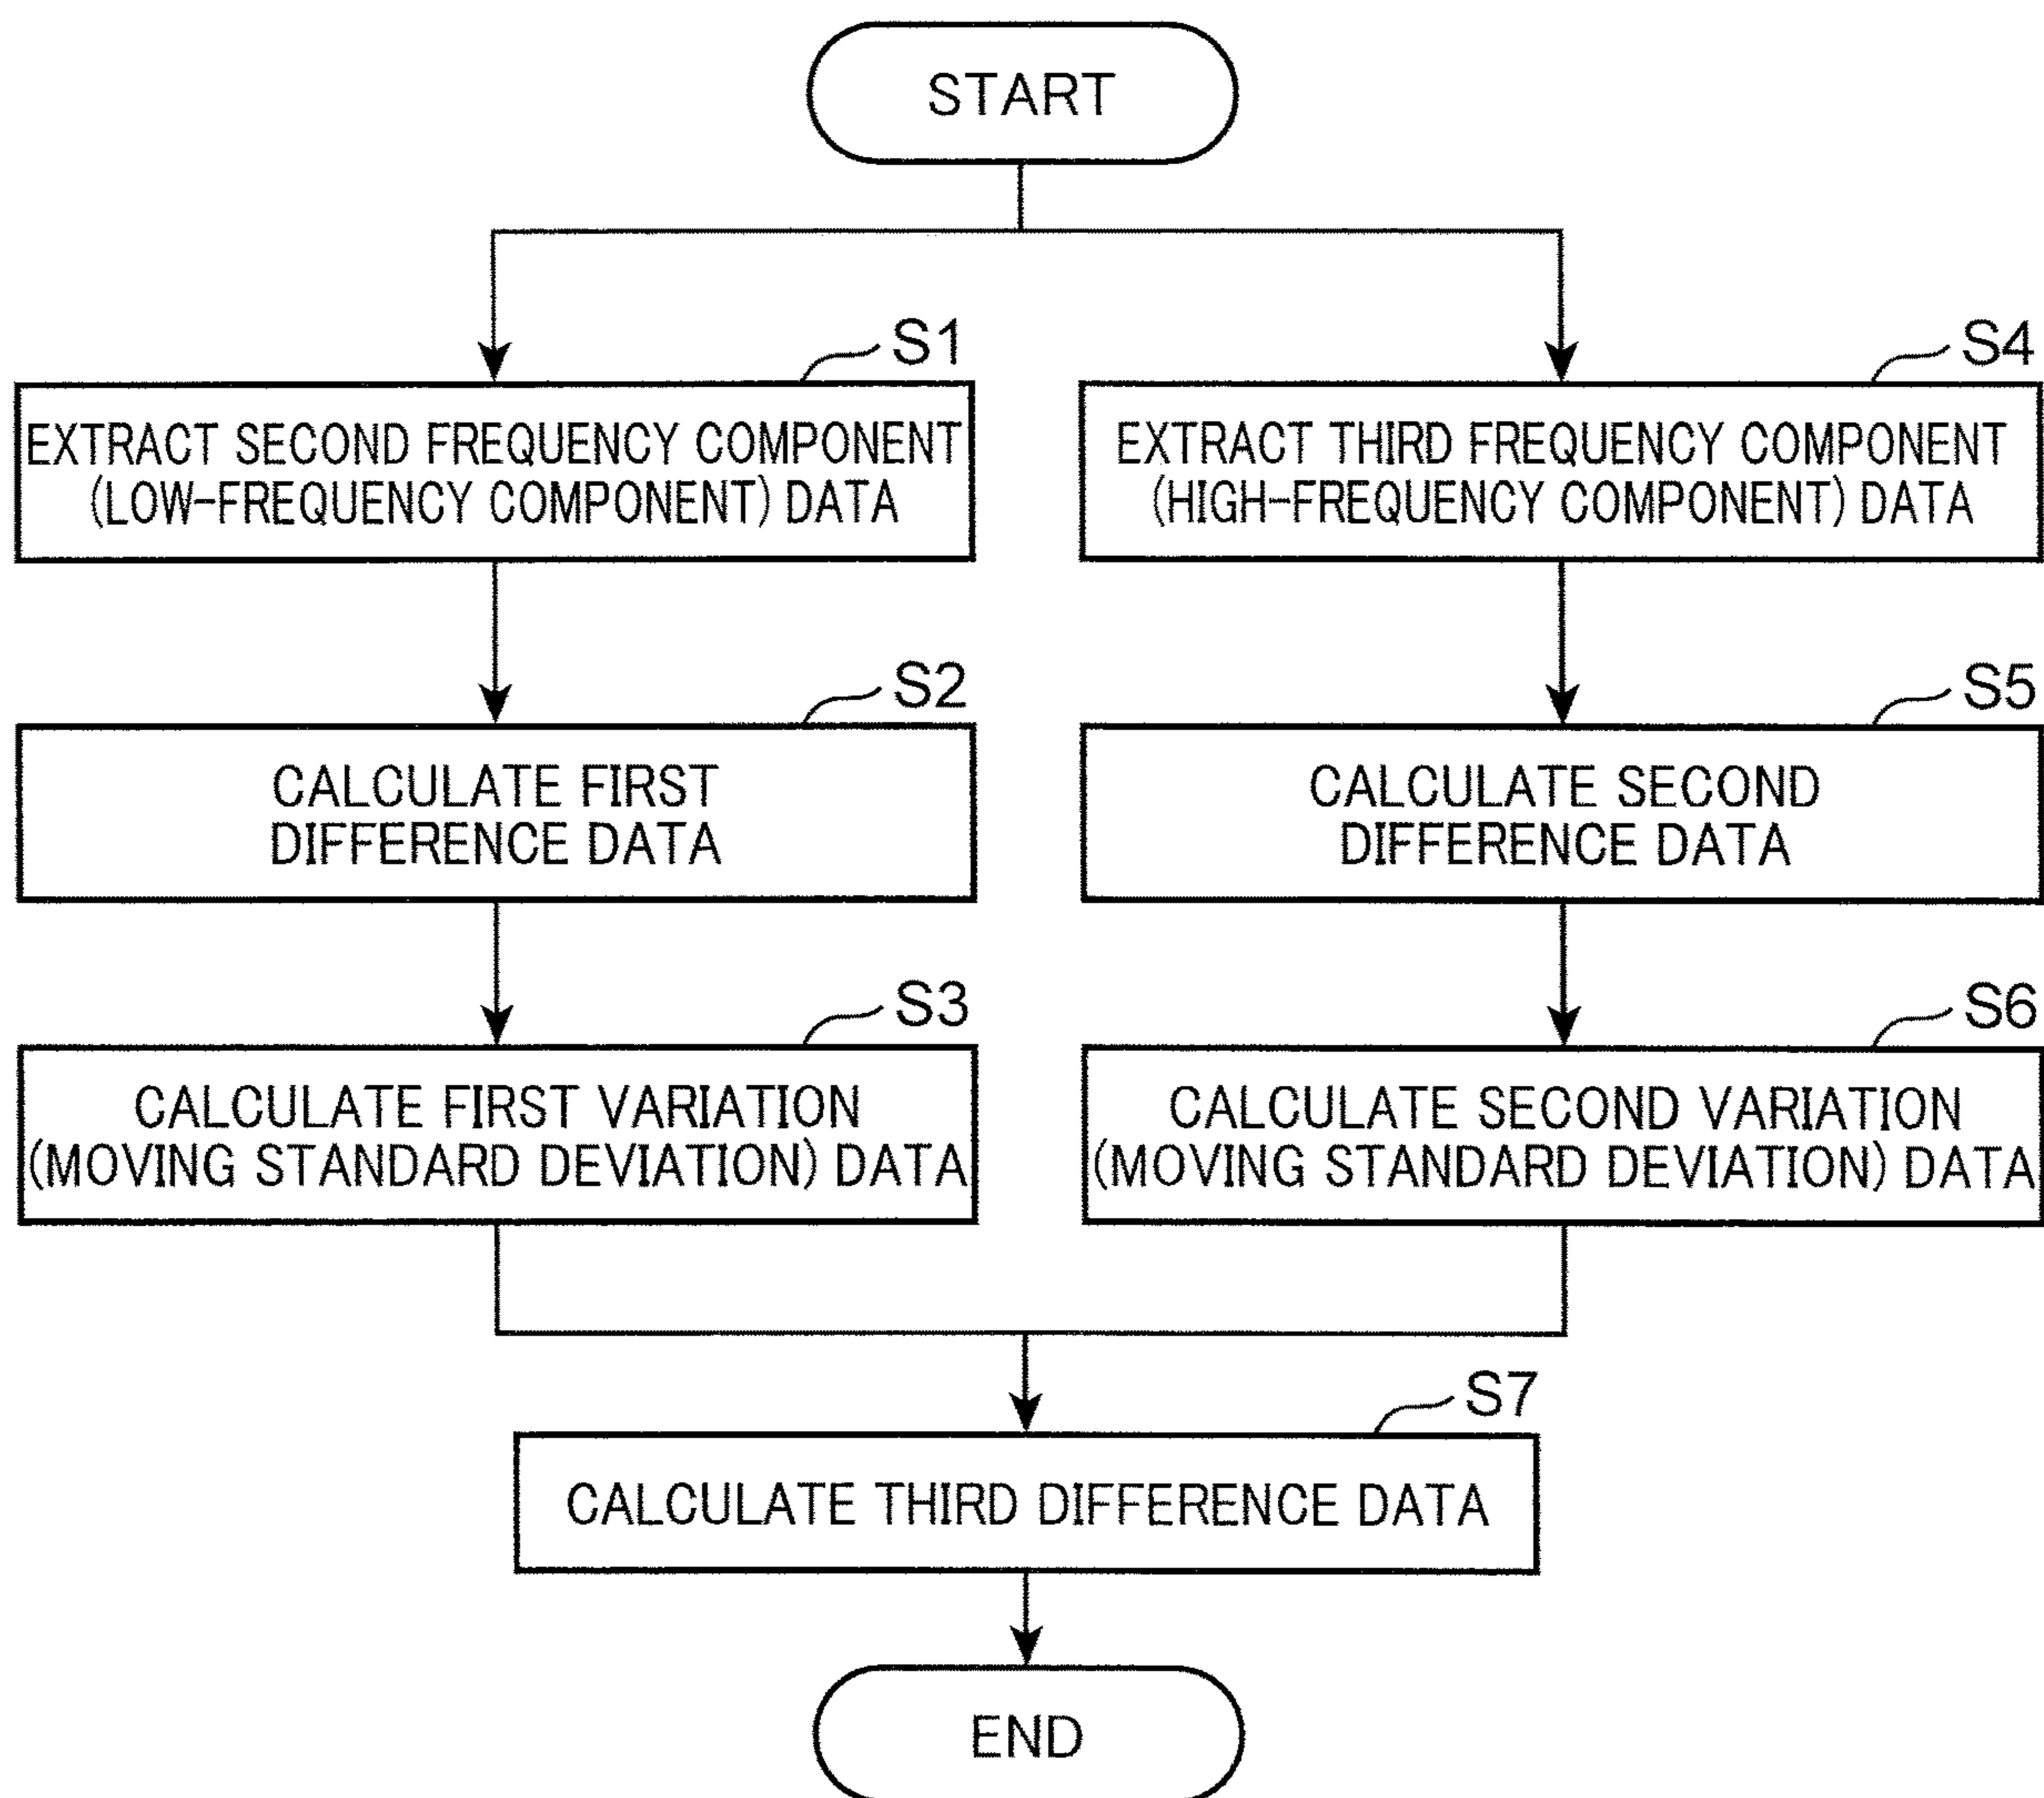 START
S1
EXTRACT SECOND FREQUENCY COMPONENT
(LOW-FREQUENCY COMPONENT) DATA
S2
CALCULATE FIRST
DIFFERENCE DATA
S3
CALCULATE FIRST VARIATION
(MOVING STANDARD DEVIATION) DATA
S4
EXTRACT THIRD FREQUENCY COMPONENT
(HIGH-FREQUENCY COMPONENT) DATA
S5
CALCULATE SECOND
DIFFERENCE DATA
S6
CALCULATE SECOND VARIATION
(MOVING STANDARD DEVIATION) DATA
S7
CALCULATE THIRD DIFFERENCE DATA
END